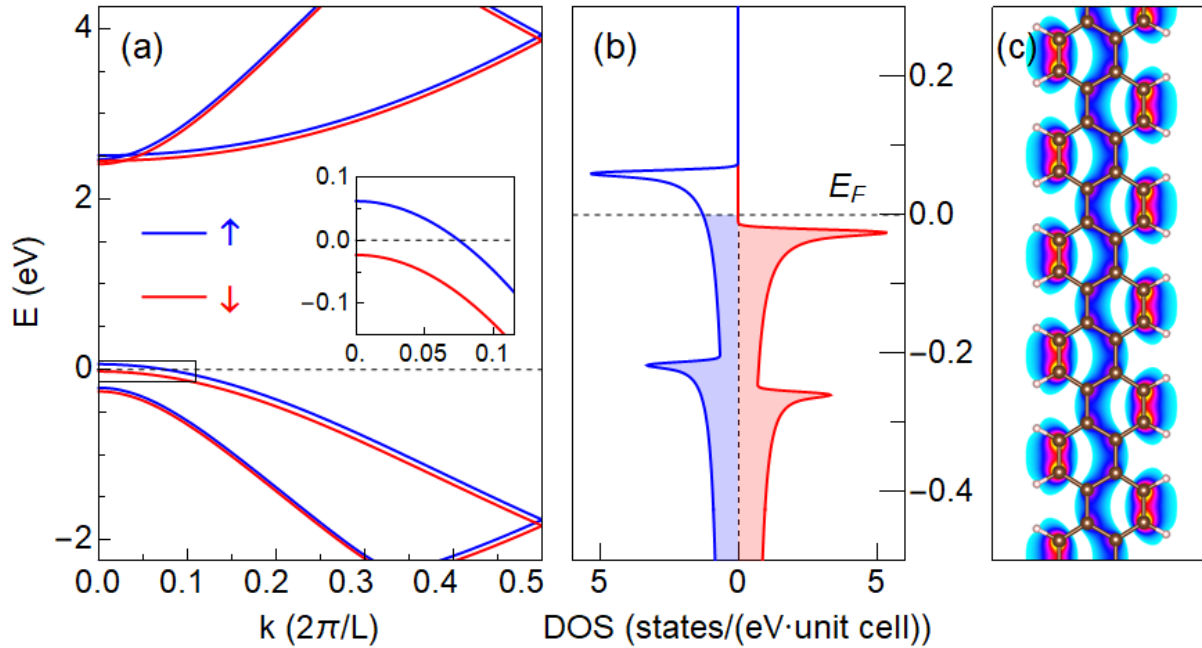 (a)
4
2
0
−2
E (eV)
↑
↓
0.1
0.0
−0.1
0 0.05 0.1
0.0 0.1 0.2 0.3 0.4 0.5
k (2π/L)
(b)
E_F
0.2
0.0
−0.2
−0.4
5 0 5
DOS (states/(eV·unit cell))
(c)